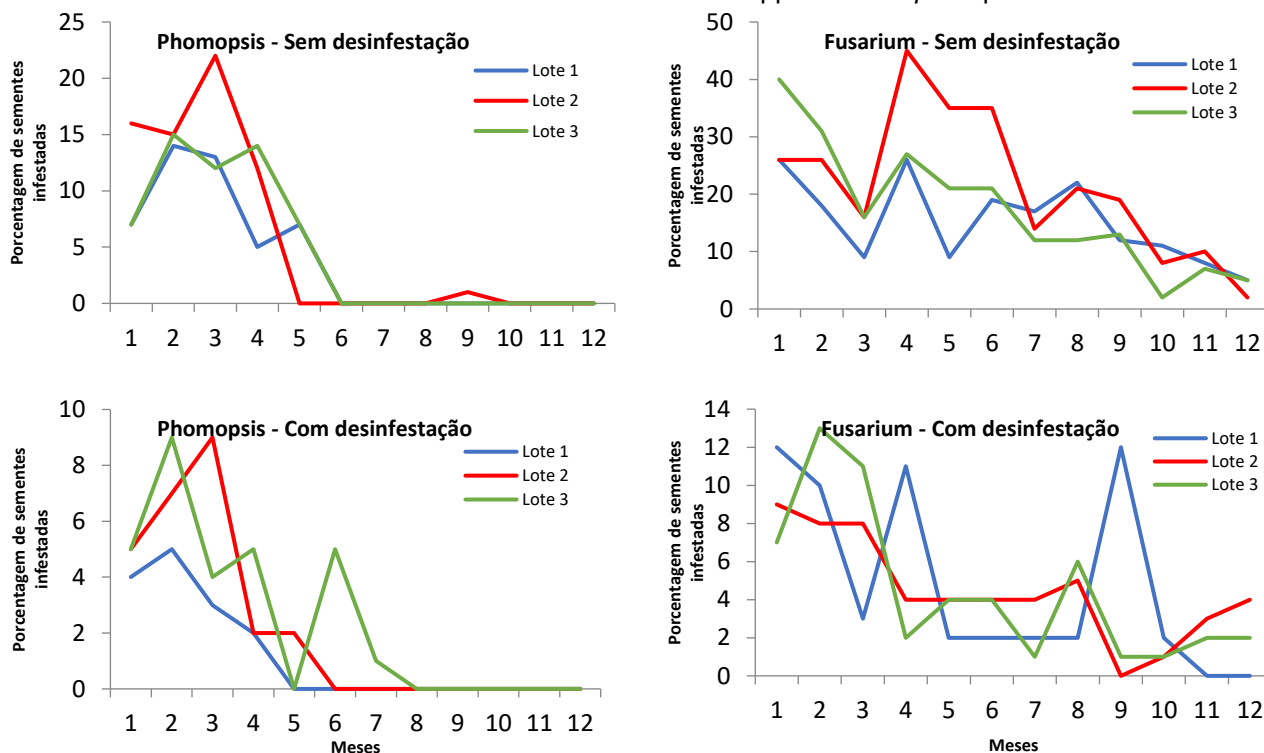 Phomopsis - Sem desinfestação
Porcentagem de sementes
infestadas
25
20
15
10
5
0
1 2 3 4 5 6 7 8 9 10 11 12
Lote 1
Lote 2
Lote 3
Fusarium - Sem desinfestação
Porcentagem de sementes
infestadas
50
40
30
20
10
0
1 2 3 4 5 6 7 8 9 10 11 12
Lote 1
Lote 2
Lote 3
Phomopsis - Com desinfestação
Porcentagem de sementes
infestadas
10
8
6
4
2
0
1 2 3 4 5 6 7 8 9 10 11 12
Meses
Lote 1
Lote 2
Lote 3
Fusarium - Com desinfestação
Porcentagem de sementes
infestadas
14
12
10
8
6
4
2
0
1 2 3 4 5 6 7 8 9 10 11 12
Meses
Lote 1
Lote 2
Lote 3